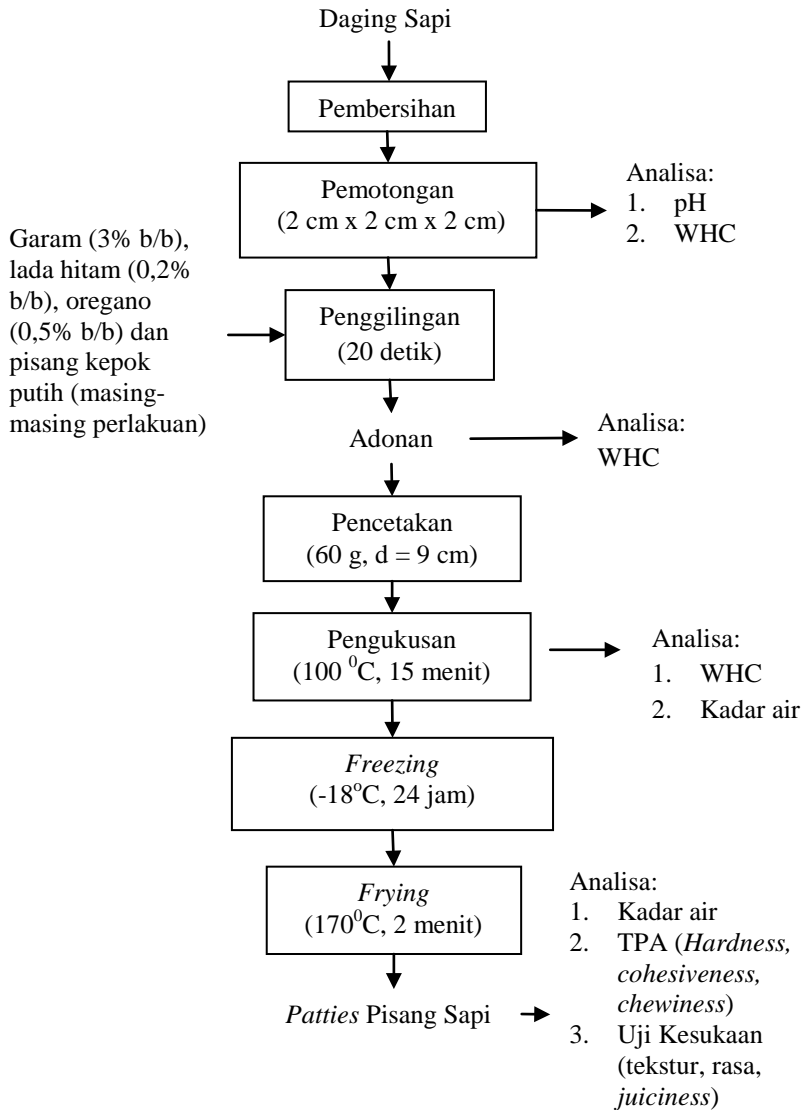 Daging Sapi
Pembersihan
Pemotongan
(2 cm x 2 cm x 2 cm)
Analisa:
1. pH
2. WHC
Garam (3% b/b),
lada hitam (0,2%
b/b), oregano
(0,5% b/b) dan
pisang kepok
putih (masing-
masing perlakuan)
Penggilingan
(20 detik)
Adonan
Analisa:
WHC
Pencetakan
(60 g, d = 9 cm)
Pengukusan
(100 ⁰C, 15 menit)
Analisa:
1. WHC
2. Kadar air
Freezing
(-18°C, 24 jam)
Frying
(170⁰C, 2 menit)
Patties Pisang Sapi
Analisa:
1. Kadar air
2. TPA (Hardness,
cohesiveness,
chewiness)
3. Uji Kesukaan
(tekstur, rasa,
juiciness)